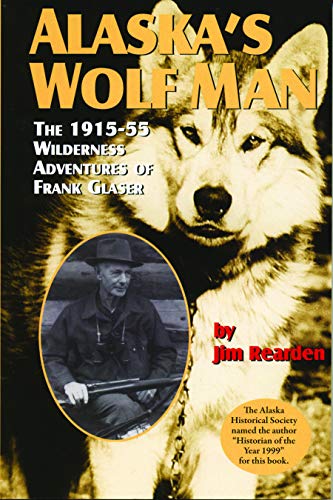 ALASKA'S
WOLF MAN
THE 1915-55
WILDERNESS
ADVENTURES OF
FRANK GLASER
by
Jim Rearden
The Alaska
Historical Society
named the author
"Historian of the
Year 1999"
for this book.